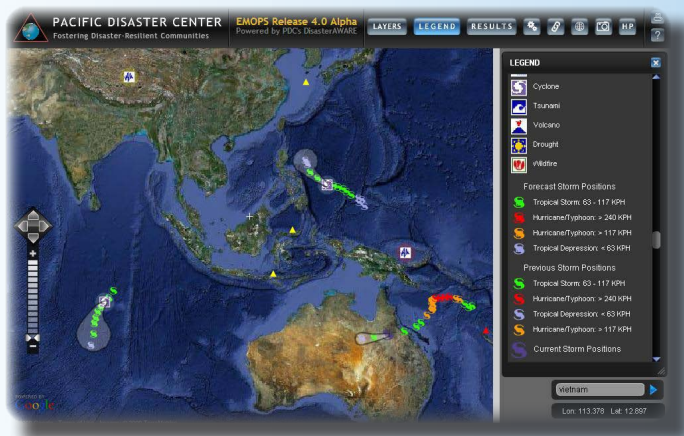 PACIFIC DISASTER CENTER
Fostering Disaster-Resilient Communities
EMOPS Release 4.0 Alpha
Powered by PDC's DisasterAWARE
LAYERS
LEGEND
RESULTS
HP
?
LEGEND
Cyclone
Tsunami
Volcano
Drought
Wildfire
Forecast Storm Positions
Tropical Storm: 63 - 117 KPH
Hurricane/Typhoon: > 240 KPH
Hurricane/Typhoon: > 117 KPH
Tropical Depression: < 63 KPH
Previous Storm Positions
Tropical Storm: 63 - 117 KPH
Hurricane/Typhoon: > 240 KPH
Tropical Depression: < 63 KPH
Hurricane/Typhoon: > 117 KPH
Current Storm Positions
vietnam
Lon: 113.378 Lat: 12.897
POWERED BY
Google